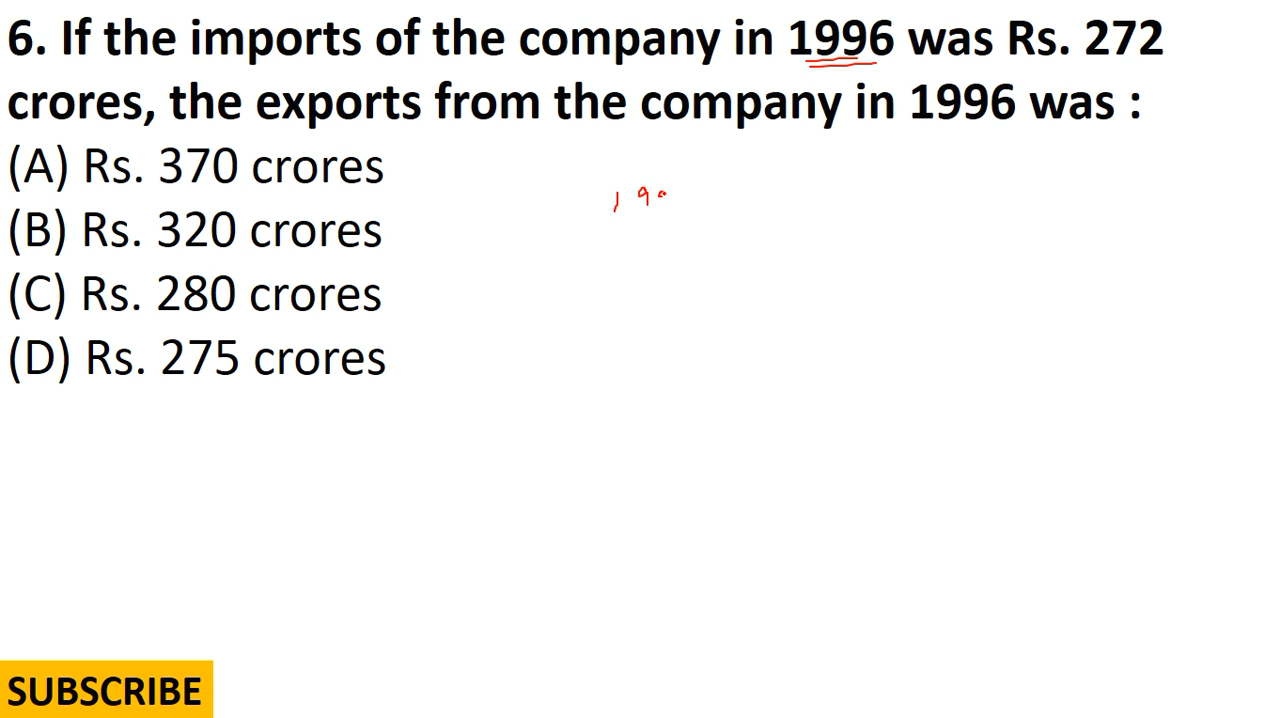 6. If the imports of the company in 1996 was Rs. 272
crores, the exports from the company in 1996 was :
(A) Rs. 370 crores
(B) Rs. 320 crores
(C) Rs. 280 crores
(D) Rs. 275 crores
SUBSCRIBE